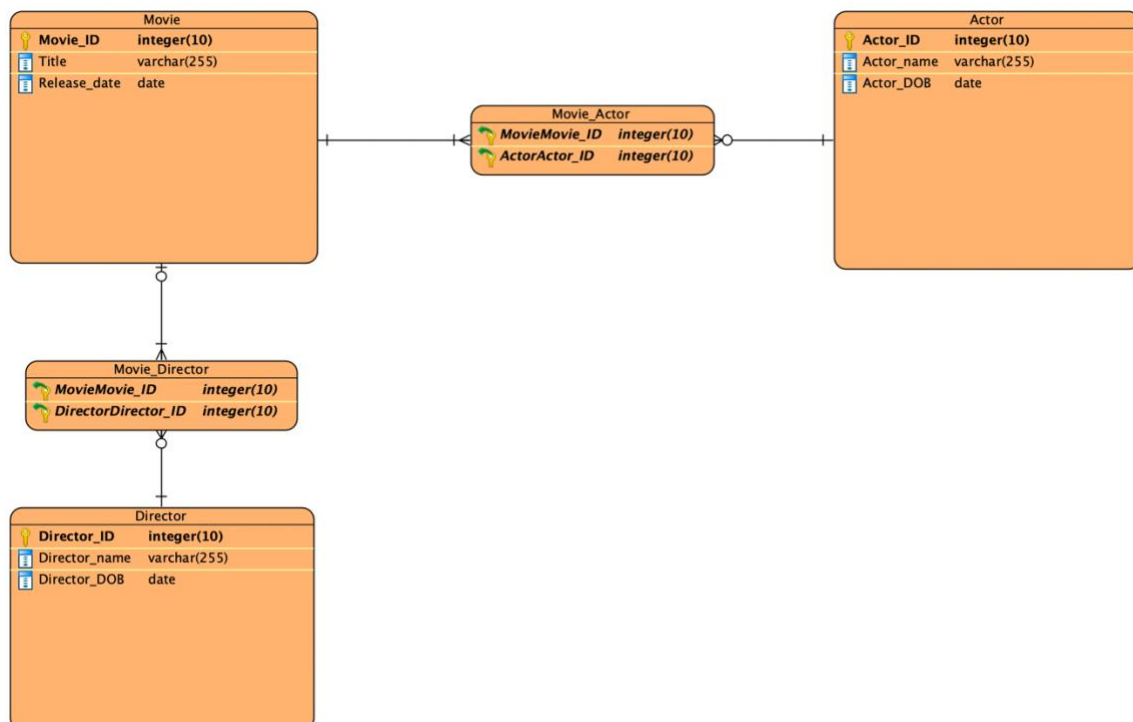 Movie
Movie_ID integer(10)
Title varchar(255)
Release_date date
Actor
Actor_ID integer(10)
Actor_name varchar(255)
Actor_DOB date
Movie_Actor
MovieMovie_ID integer(10)
ActorActor_ID integer(10)
Movie_Director
MovieMovie_ID integer(10)
DirectorDirector_ID integer(10)
Director
Director_ID integer(10)
Director_name varchar(255)
Director_DOB date